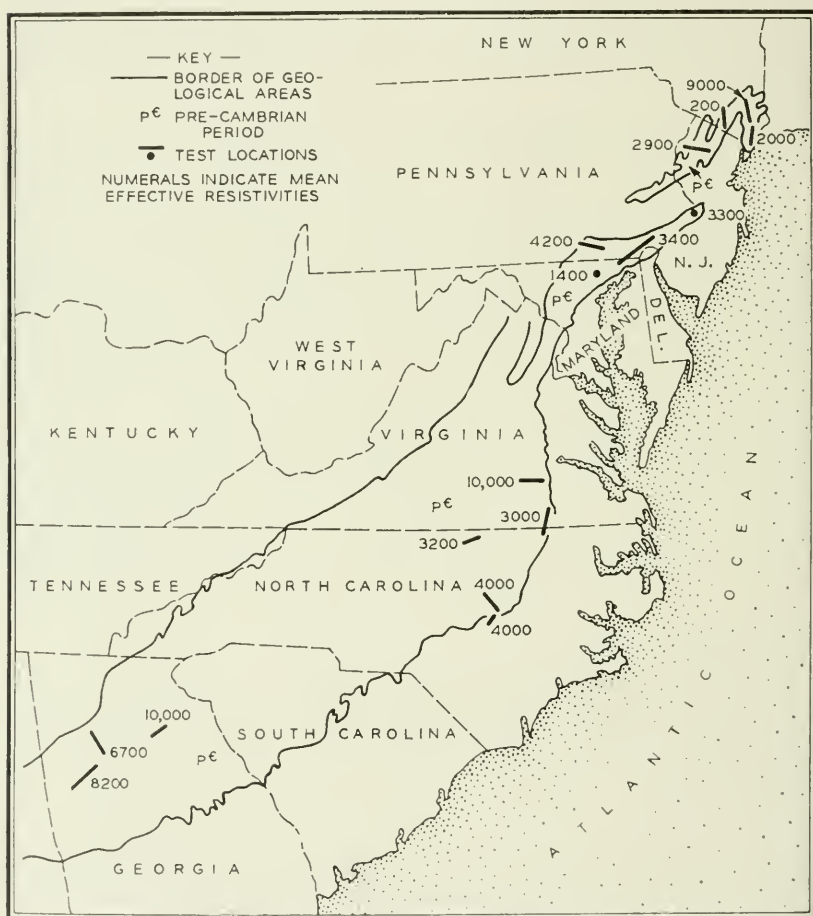 — KEY —
BORDER OF GEO-
LOGICAL AREAS
P€ PRE-CAMBRIAN
PERIOD
TEST LOCATIONS
NUMERALS INDICATE MEAN
EFFECTIVE RESISTIVITIES
NEW YORK
9000
200
2000
2900
PENNSYLVANIA
P€
3300
4200
3400
N. J.
1400
P€
DEL.
MARYLAND
WEST
VIRGINIA
KENTUCKY
VIRGINIA
10,000
P€
3000
3200
TENNESSEE
NORTH CAROLINA
4000
4000
10,000
SOUTH CAROLINA
6700
P€
8200
GEORGIA
ATLANTIC OCEAN